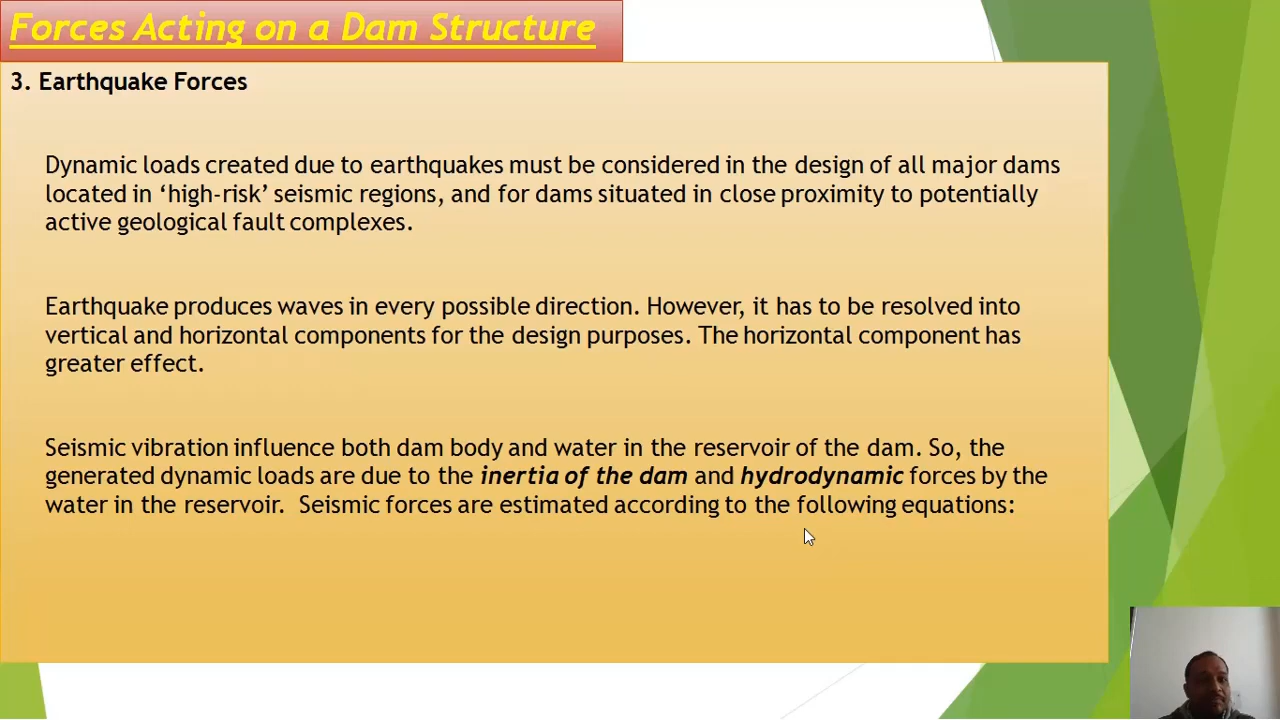 Forces Acting on a Dam Structure
3. Earthquake Forces
Dynamic loads created due to earthquakes must be considered in the design of all major dams
located in ‘high-risk’ seismic regions, and for dams situated in close proximity to potentially
active geological fault complexes.
Earthquake produces waves in every possible direction. However, it has to be resolved into
vertical and horizontal components for the design purposes. The horizontal component has
greater effect.
Seismic vibration influence both dam body and water in the reservoir of the dam. So, the
generated dynamic loads are due to the inertia of the dam and hydrodynamic forces by the
water in the reservoir. Seismic forces are estimated according to the following equations: